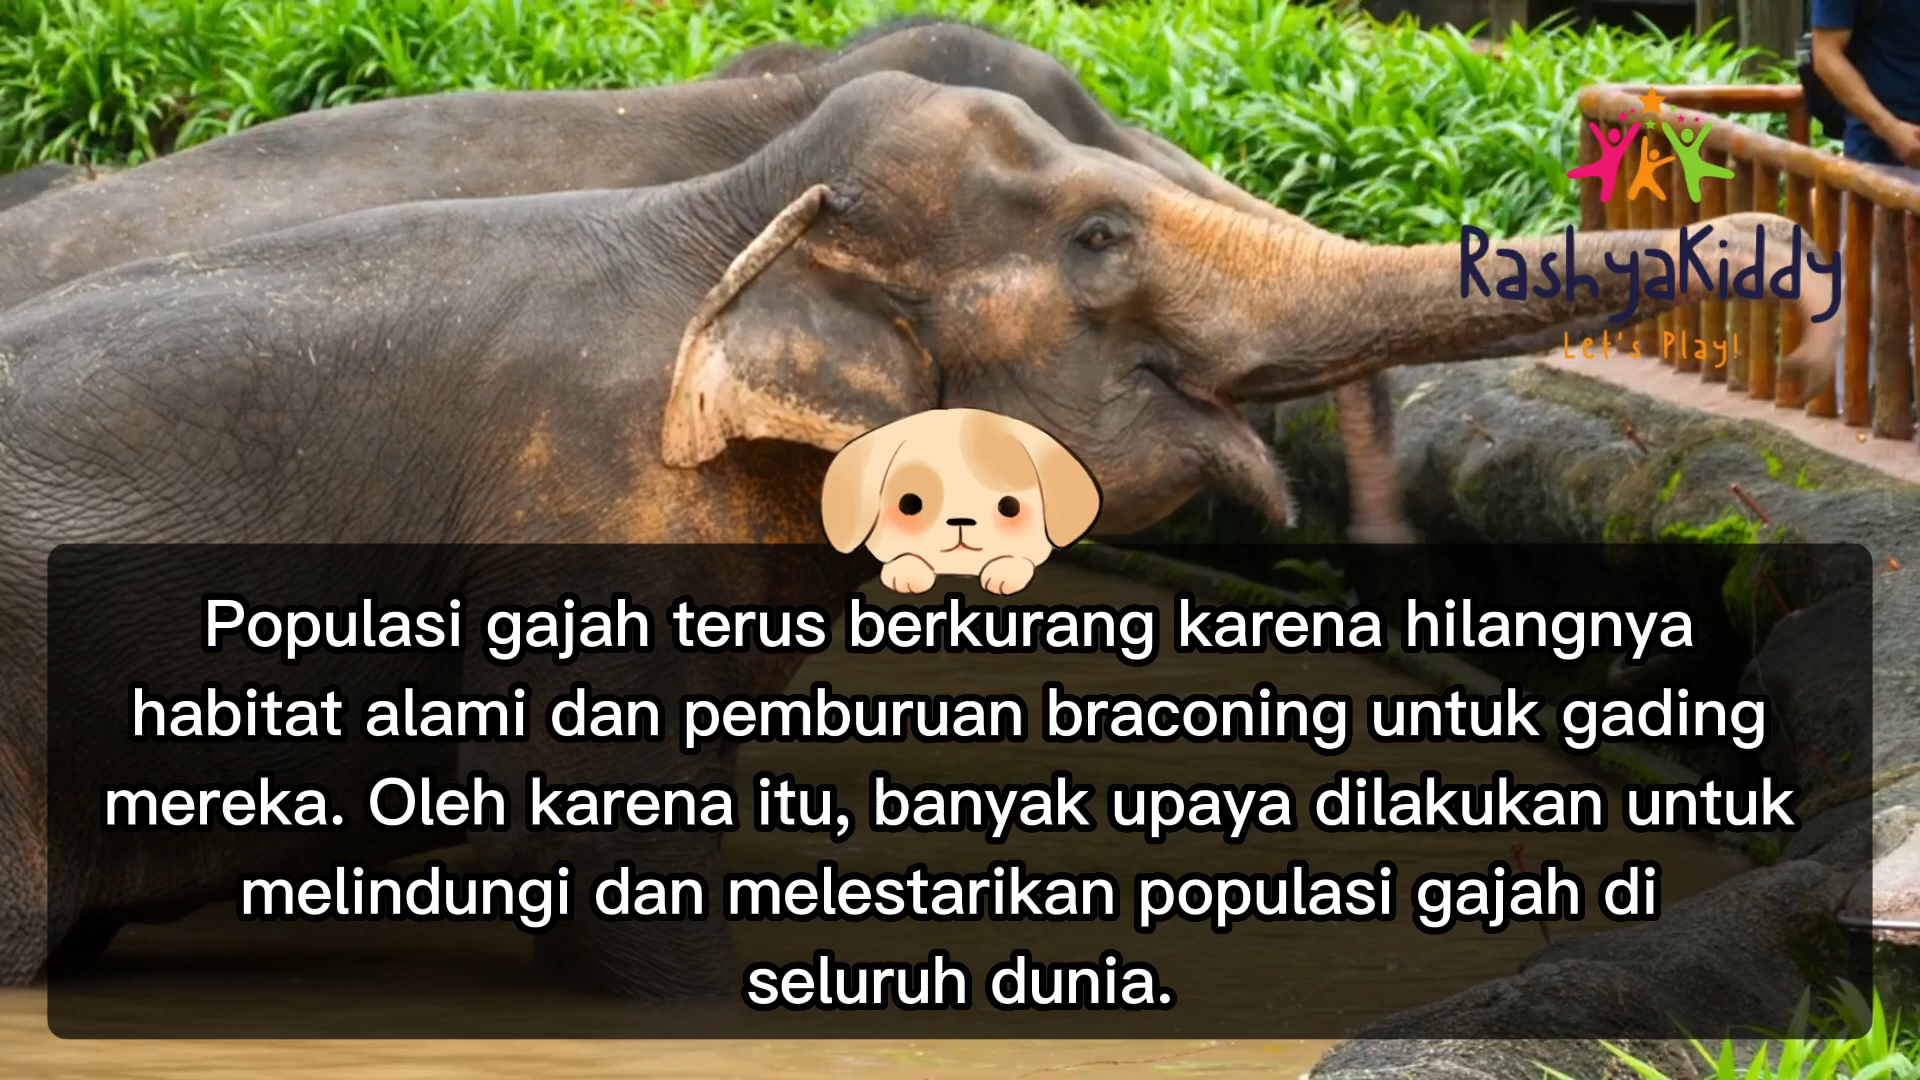 RashyaKiddy
Let's Play!
Populasi gajah terus berkurang karena hilangnya
habitat alami dan pemburuan braconing untuk gading
mereka. Oleh karena itu, banyak upaya dilakukan untuk
melindungi dan melestarikan populasi gajah di
seluruh dunia.